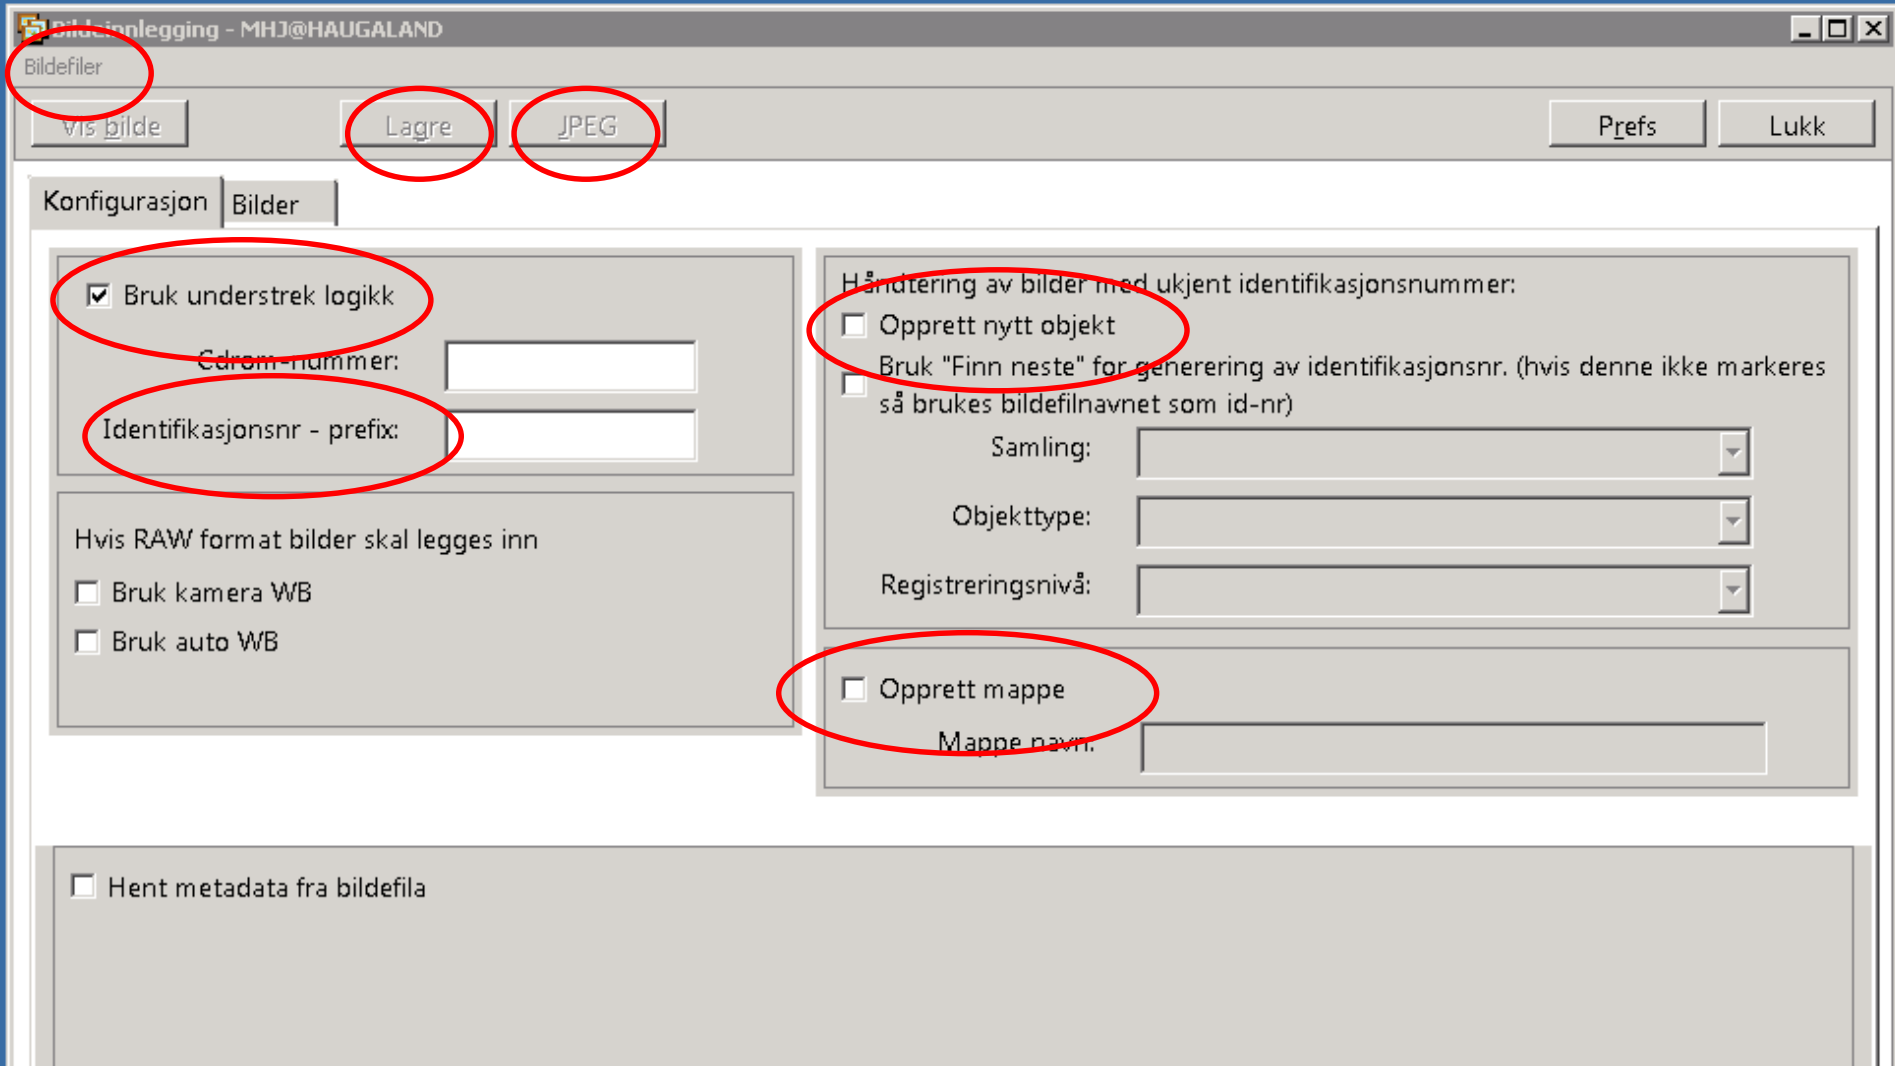 Bildeinnlegging - MHJ@HAUGALAND
Bildefiler
Vis bilde
Lagre
JPEG
Prefs
Lukk
Konfigurasjon
Bilder
Bruk understrek logikk
Cdrom-nummer:
Identifikasjonsnr - prefix:
Hvis RAW format bilder skal legges inn
Bruk kamera WB
Bruk auto WB
Håndtering av bilder med ukjent identifikasjonsnummer:
Opprett nytt objekt
Bruk "Finn neste" for generering av identifikasjonsnr. (hvis denne ikke markeres
så brukes bildefilnavnet som id-nr)
Samling:
Objekttype:
Registreringsnivå:
Opprett mappe
Mappe navn:
Hent metadata fra bildefila